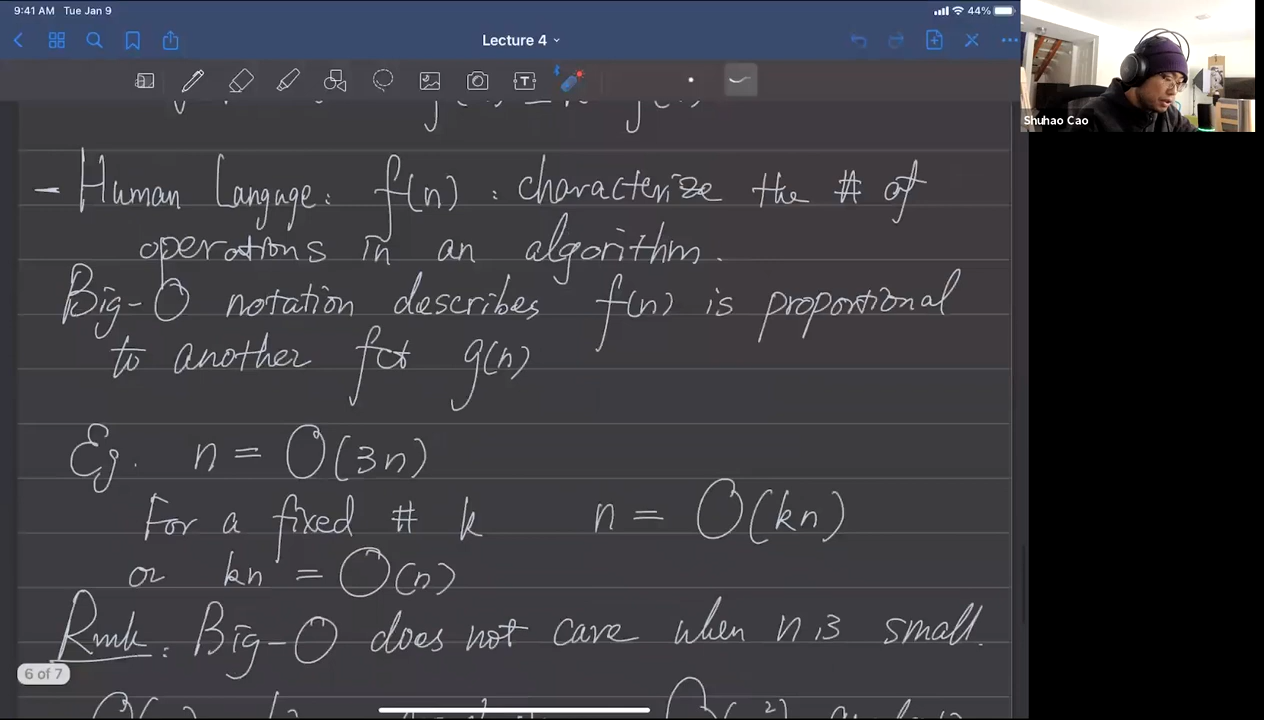 9:41 AM Tue Jan 9
44%
Lecture 4
Shuhao Cao
- Human Languge: f(n) : characterize the # of
operations in an algorithm.
Big-O notation describes f(n) is proportional
to another fct g(n)
Eg. n = O(3n)
For a fixed # k n = O(kn)
or kn = O(n)
Rmk: Big-O does not care when n is small.
6 of 7